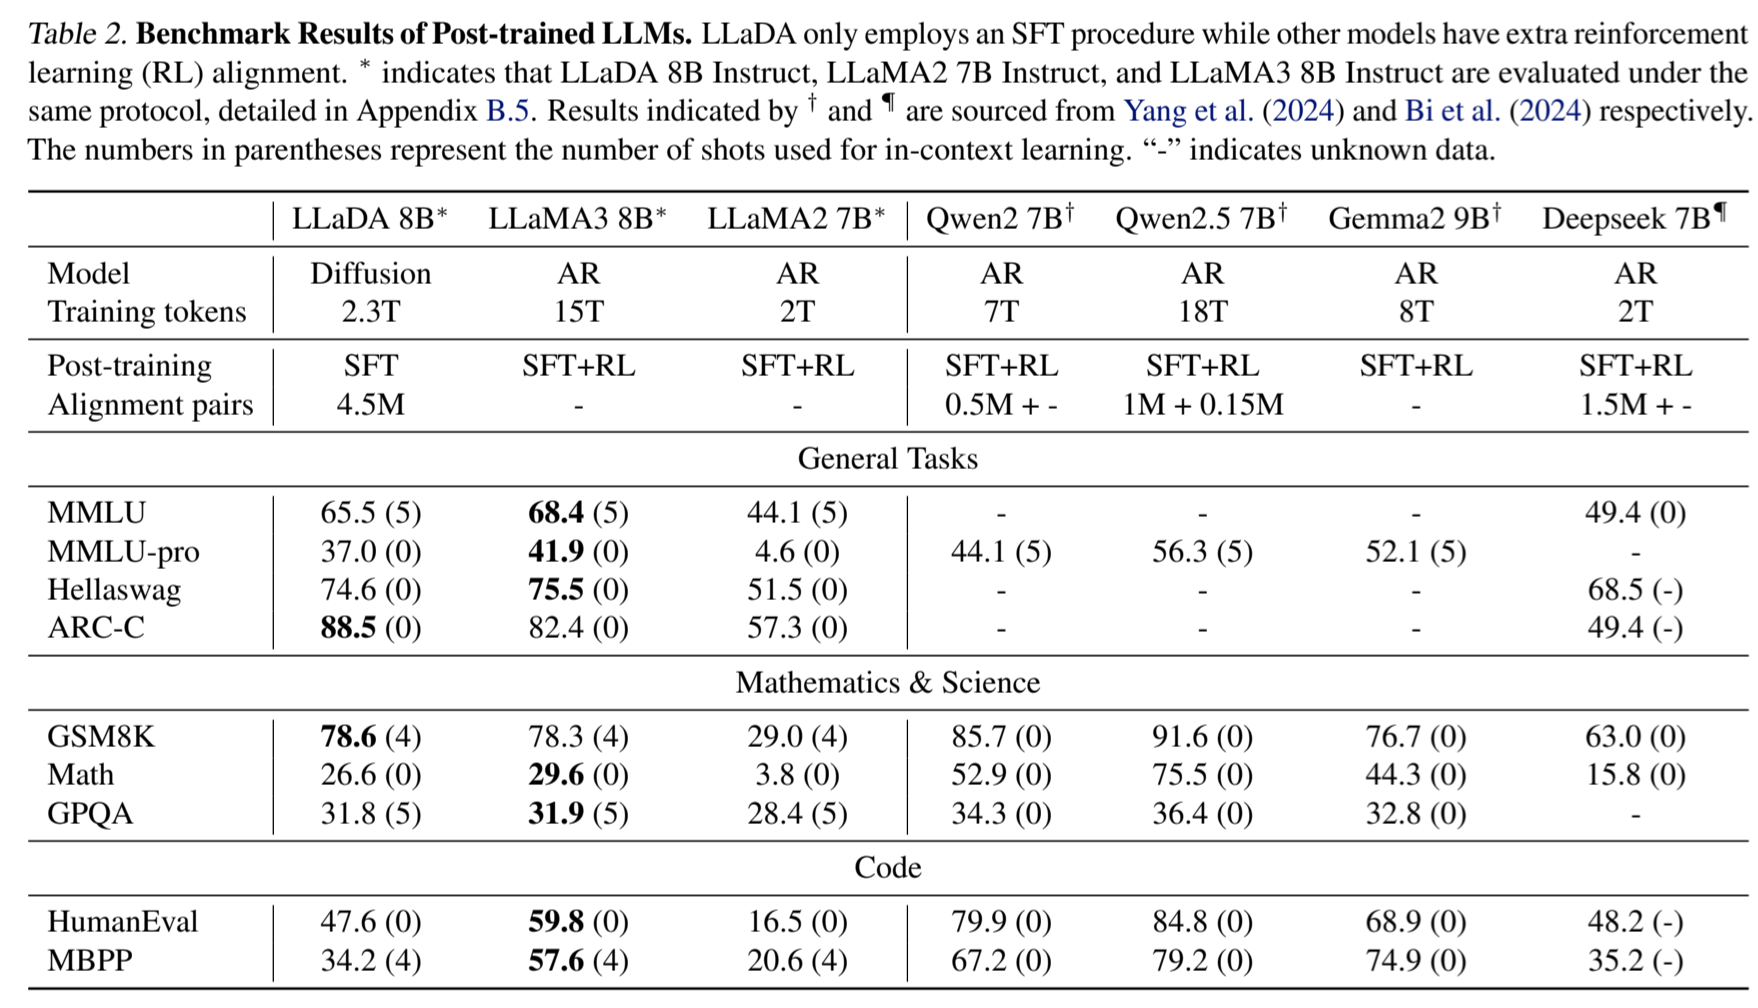 Table 2. Benchmark Results of Post-trained LLMs. LLaDA only employs an SFT procedure while other models have extra reinforcement
learning (RL) alignment. * indicates that LLaDA 8B Instruct, LLaMA2 7B Instruct, and LLaMA3 8B Instruct are evaluated under the
same protocol, detailed in Appendix B.5. Results indicated by † and ¶ are sourced from Yang et al. (2024) and Bi et al. (2024) respectively.
The numbers in parentheses represent the number of shots used for in-context learning. “-” indicates unknown data.
LLaDA 8B* LLaMA3 8B* LLaMA2 7B* Qwen2 7B† Qwen2.5 7B† Gemma2 9B† Deepseek 7B¶
Model Diffusion AR AR AR AR AR AR
Training tokens 2.3T 15T 2T 7T 18T 8T 2T
Post-training SFT SFT+RL SFT+RL SFT+RL SFT+RL SFT+RL SFT+RL
Alignment pairs 4.5M - - 0.5M + - 1M + 0.15M - 1.5M + -
General Tasks
MMLU 65.5 (5) 68.4 (5) 44.1 (5) - - - 49.4 (0)
MMLU-pro 37.0 (0) 41.9 (0) 4.6 (0) 44.1 (5) 56.3 (5) 52.1 (5) -
Hellaswag 74.6 (0) 75.5 (0) 51.5 (0) - - - 68.5 (-)
ARC-C 88.5 (0) 82.4 (0) 57.3 (0) - - - 49.4 (-)
Mathematics & Science
GSM8K 78.6 (4) 78.3 (4) 29.0 (4) 85.7 (0) 91.6 (0) 76.7 (0) 63.0 (0)
Math 26.6 (0) 29.6 (0) 3.8 (0) 52.9 (0) 75.5 (0) 44.3 (0) 15.8 (0)
GPQA 31.8 (5) 31.9 (5) 28.4 (5) 34.3 (0) 36.4 (0) 32.8 (0) -
Code
HumanEval 47.6 (0) 59.8 (0) 16.5 (0) 79.9 (0) 84.8 (0) 68.9 (0) 48.2 (-)
MBPP 34.2 (4) 57.6 (4) 20.6 (4) 67.2 (0) 79.2 (0) 74.9 (0) 35.2 (-)